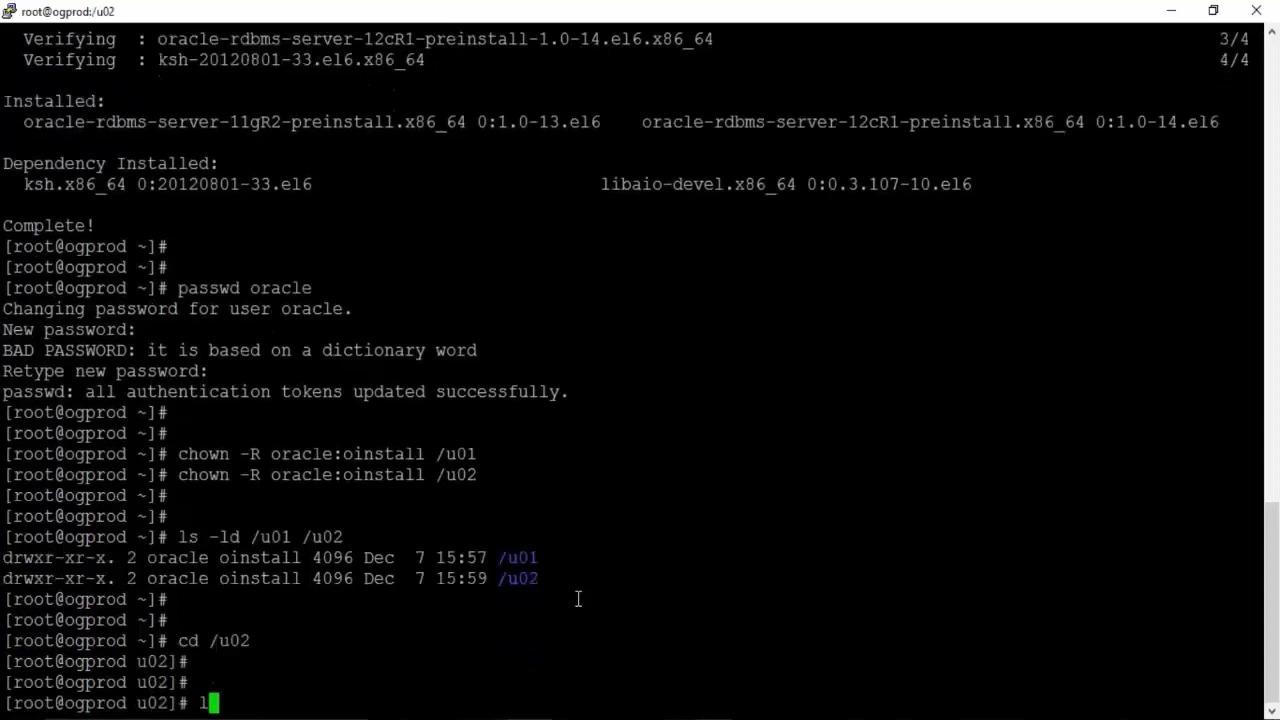 root@ogprod:/u02
Verifying  : oracle-rdbms-server-12cR1-preinstall-1.0-14.el6.x86_64 3/4
Verifying  : ksh-20120801-33.el6.x86_64 4/4
Installed:
oracle-rdbms-server-11gR2-preinstall.x86_64 0:1.0-13.el6    oracle-rdbms-server-12cR1-preinstall.x86_64 0:1.0-14.el6
Dependency Installed:
ksh.x86_64 0:20120801-33.el6    libaio-devel.x86_64 0:0.3.107-10.el6
Complete!
[root@ogprod ~]#
[root@ogprod ~]#
[root@ogprod ~]# passwd oracle
Changing password for user oracle.
New password:
BAD PASSWORD: it is based on a dictionary word
Retype new password:
passwd: all authentication tokens updated successfully.
[root@ogprod ~]#
[root@ogprod ~]#
[root@ogprod ~]# chown -R oracle:oinstall /u01
[root@ogprod ~]# chown -R oracle:oinstall /u02
[root@ogprod ~]#
[root@ogprod ~]#
[root@ogprod ~]# ls -ld /u01 /u02
drwxr-xr-x. 2 oracle oinstall 4096 Dec  7 15:57 /u01
drwxr-xr-x. 2 oracle oinstall 4096 Dec  7 15:59 /u02
[root@ogprod ~]#
[root@ogprod ~]#
[root@ogprod ~]# cd /u02
[root@ogprod u02]#
[root@ogprod u02]#
[root@ogprod u02]# l